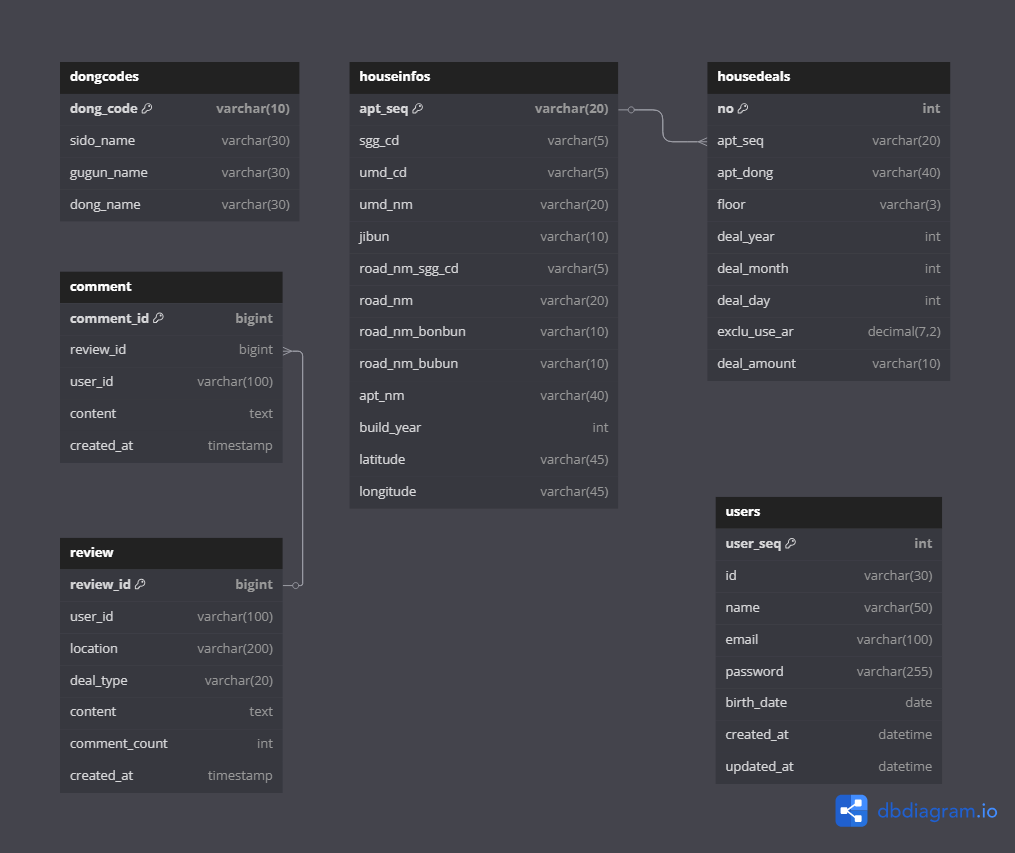 dongcodes
dong_code varchar(10)
sido_name varchar(30)
gugun_name varchar(30)
dong_name varchar(30)
comment
comment_id bigint
review_id bigint
user_id varchar(100)
content text
created_at timestamp
review
review_id bigint
user_id varchar(100)
location varchar(200)
deal_type varchar(20)
content text
comment_count int
created_at timestamp
houseinfos
apt_seq varchar(20)
sgg_cd varchar(5)
umd_cd varchar(5)
umd_nm varchar(20)
jibun varchar(10)
road_nm_sgg_cd varchar(5)
road_nm varchar(20)
road_nm_bonbun varchar(10)
road_nm_bubun varchar(10)
apt_nm varchar(40)
build_year int
latitude varchar(45)
longitude varchar(45)
housedeals
no int
apt_seq varchar(20)
apt_dong varchar(40)
floor varchar(3)
deal_year int
deal_month int
deal_day int
exclu_use_ar decimal(7,2)
deal_amount varchar(10)
users
user_seq int
id varchar(30)
name varchar(50)
email varchar(100)
password varchar(255)
birth_date date
created_at datetime
updated_at datetime
dbdiagram.io